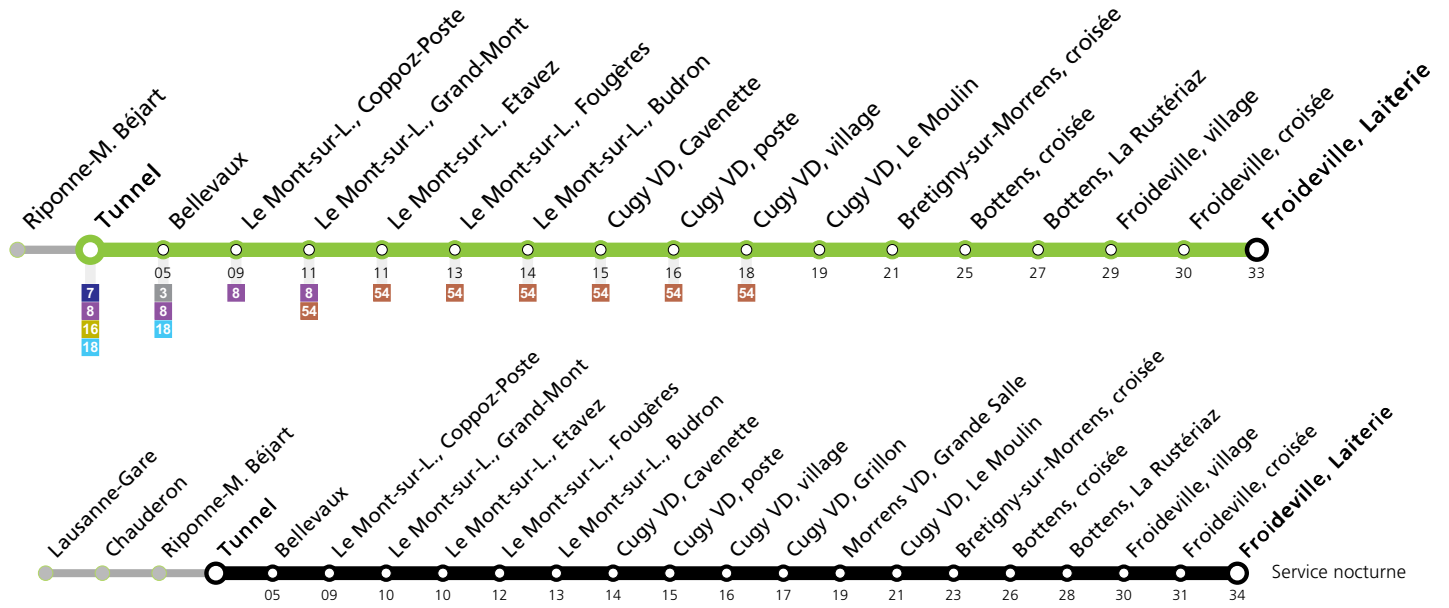 Riponne-M. Béjart
Tunnel
Bellevaux
Le Mont-sur-L., Coppoz-Poste
Le Mont-sur-L., Grand-Mont
Le Mont-sur-L., Etavez
Le Mont-sur-L., Fougères
Le Mont-sur-L., Budron
Cugy VD, Cavenette
Cugy VD, poste
Cugy VD, village
Cugy VD, Le Moulin
Bretigny-sur-Morrens, croisée
Bottens, croisée
Bottens, La Rustériaz
Froideville, village
Froideville, croisée
Froideville, Laiterie
05 09 11 11 13 14 15 16 18 19 21 25 27 29 30 33
7 3 8 8 54 54 54 54 54 54
8 8 54
16 18
18
Lausanne-Gare
Chauderon
Riponne-M. Béjart
Tunnel
Bellevaux
Le Mont-sur-L., Coppoz-Poste
Le Mont-sur-L., Grand-Mont
Le Mont-sur-L., Etavez
Le Mont-sur-L., Fougères
Le Mont-sur-L., Budron
Cugy VD, Cavenette
Cugy VD, poste
Cugy VD, village
Cugy VD, Grillon
Morrens VD, Grande Salle
Cugy VD, Le Moulin
Bretigny-sur-Morrens, croisée
Bottens, croisée
Bottens, La Rustériaz
Froideville, village
Froideville, croisée
Froideville, Laiterie
Service nocturne
05 09 10 10 12 13 14 15 16 17 19 21 23 26 28 30 31 34